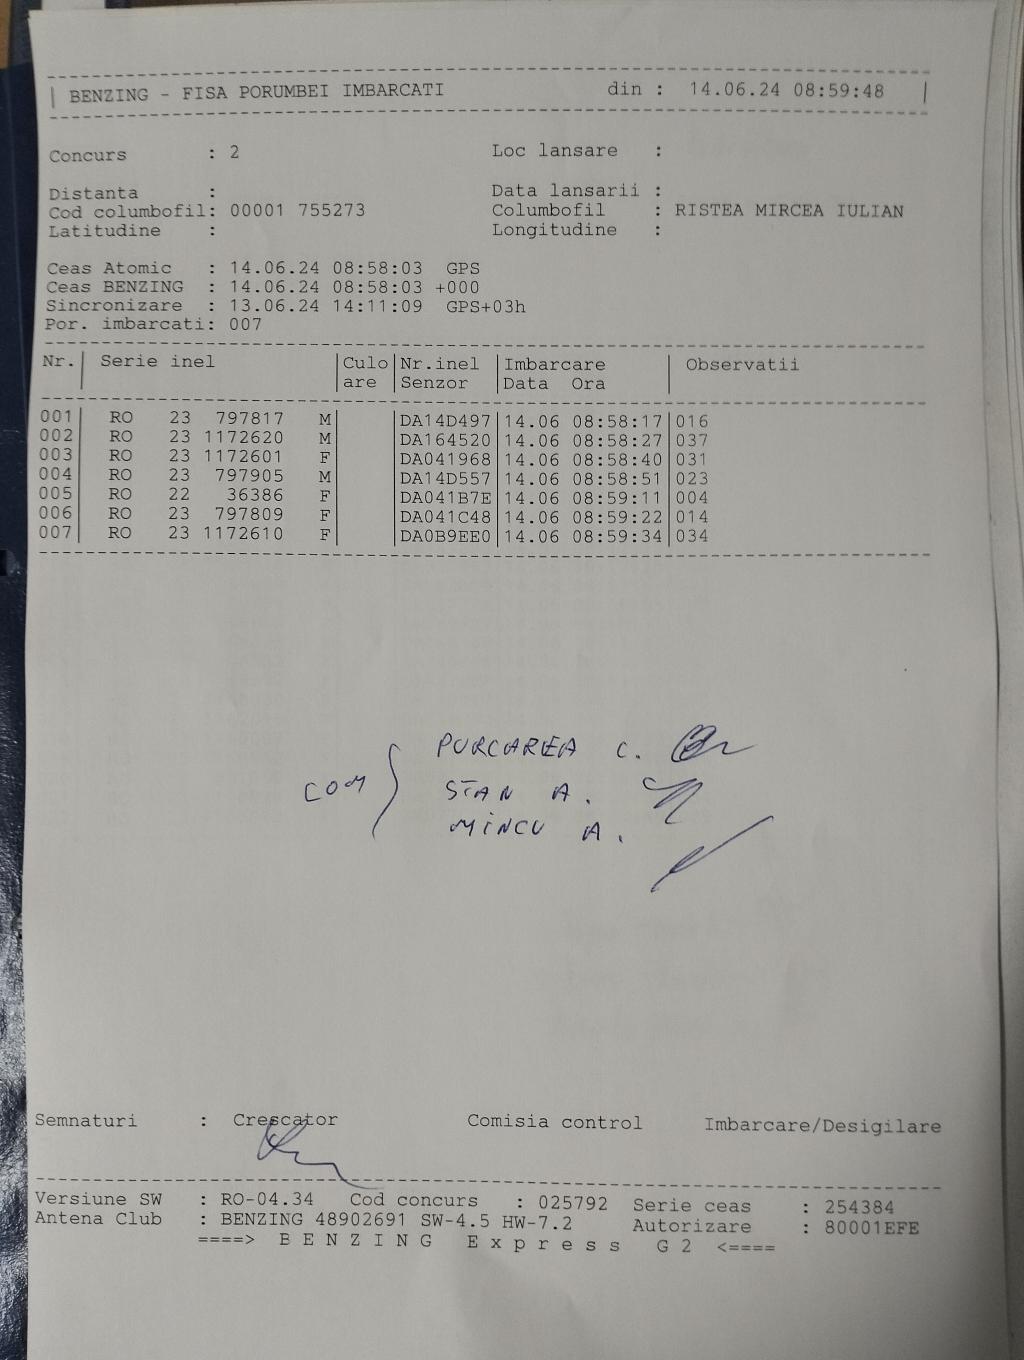 BENZING - FISA PORUMBEI IMBARCATI din : 14.06.24 08:59:48
Concurs : 2 Loc lansare :
Distanta : Data lansarii :
Cod columbofil: 00001 755273 Columbofil : RISTEA MIRCEA IULIAN
Latitudine : Longitudine :
Ceas Atomic : 14.06.24 08:58:03 GPS
Ceas BENZING : 14.06.24 08:58:03 +000
Sincronizare : 13.06.24 14:11:09 GPS+03h
Por. imbarcati: 007
Nr. Serie inel Culo Nr.inel Imbarcare Observatii
are Senzor Data Ora
001 RO 23 797817 M DA14D497 14.06 08:58:17 016
002 RO 23 1172620 M DA164520 14.06 08:58:27 037
003 RO 23 1172601 F DA041968 14.06 08:58:40 031
004 RO 23 797905 M DA14D557 14.06 08:58:51 023
005 RO 22 36386 F DA041B7E 14.06 08:59:11 004
006 RO 23 797809 F DA041C48 14.06 08:59:22 014
007 RO 23 1172610 F DA0B9EE0 14.06 08:59:34 034
PURCAREA C.
COM STAN A.
MINCU A.
Semnaturi : Crescator Comisia control Imbarcare/Desigilare
Versiune SW : RO-04.34 Cod concurs : 025792 Serie ceas : 254384
Antena Club : BENZING 48902691 SW-4.5 HW-7.2 Autorizare : 80001EFE
====> B E N Z I N G E x p r e s s G 2 <====